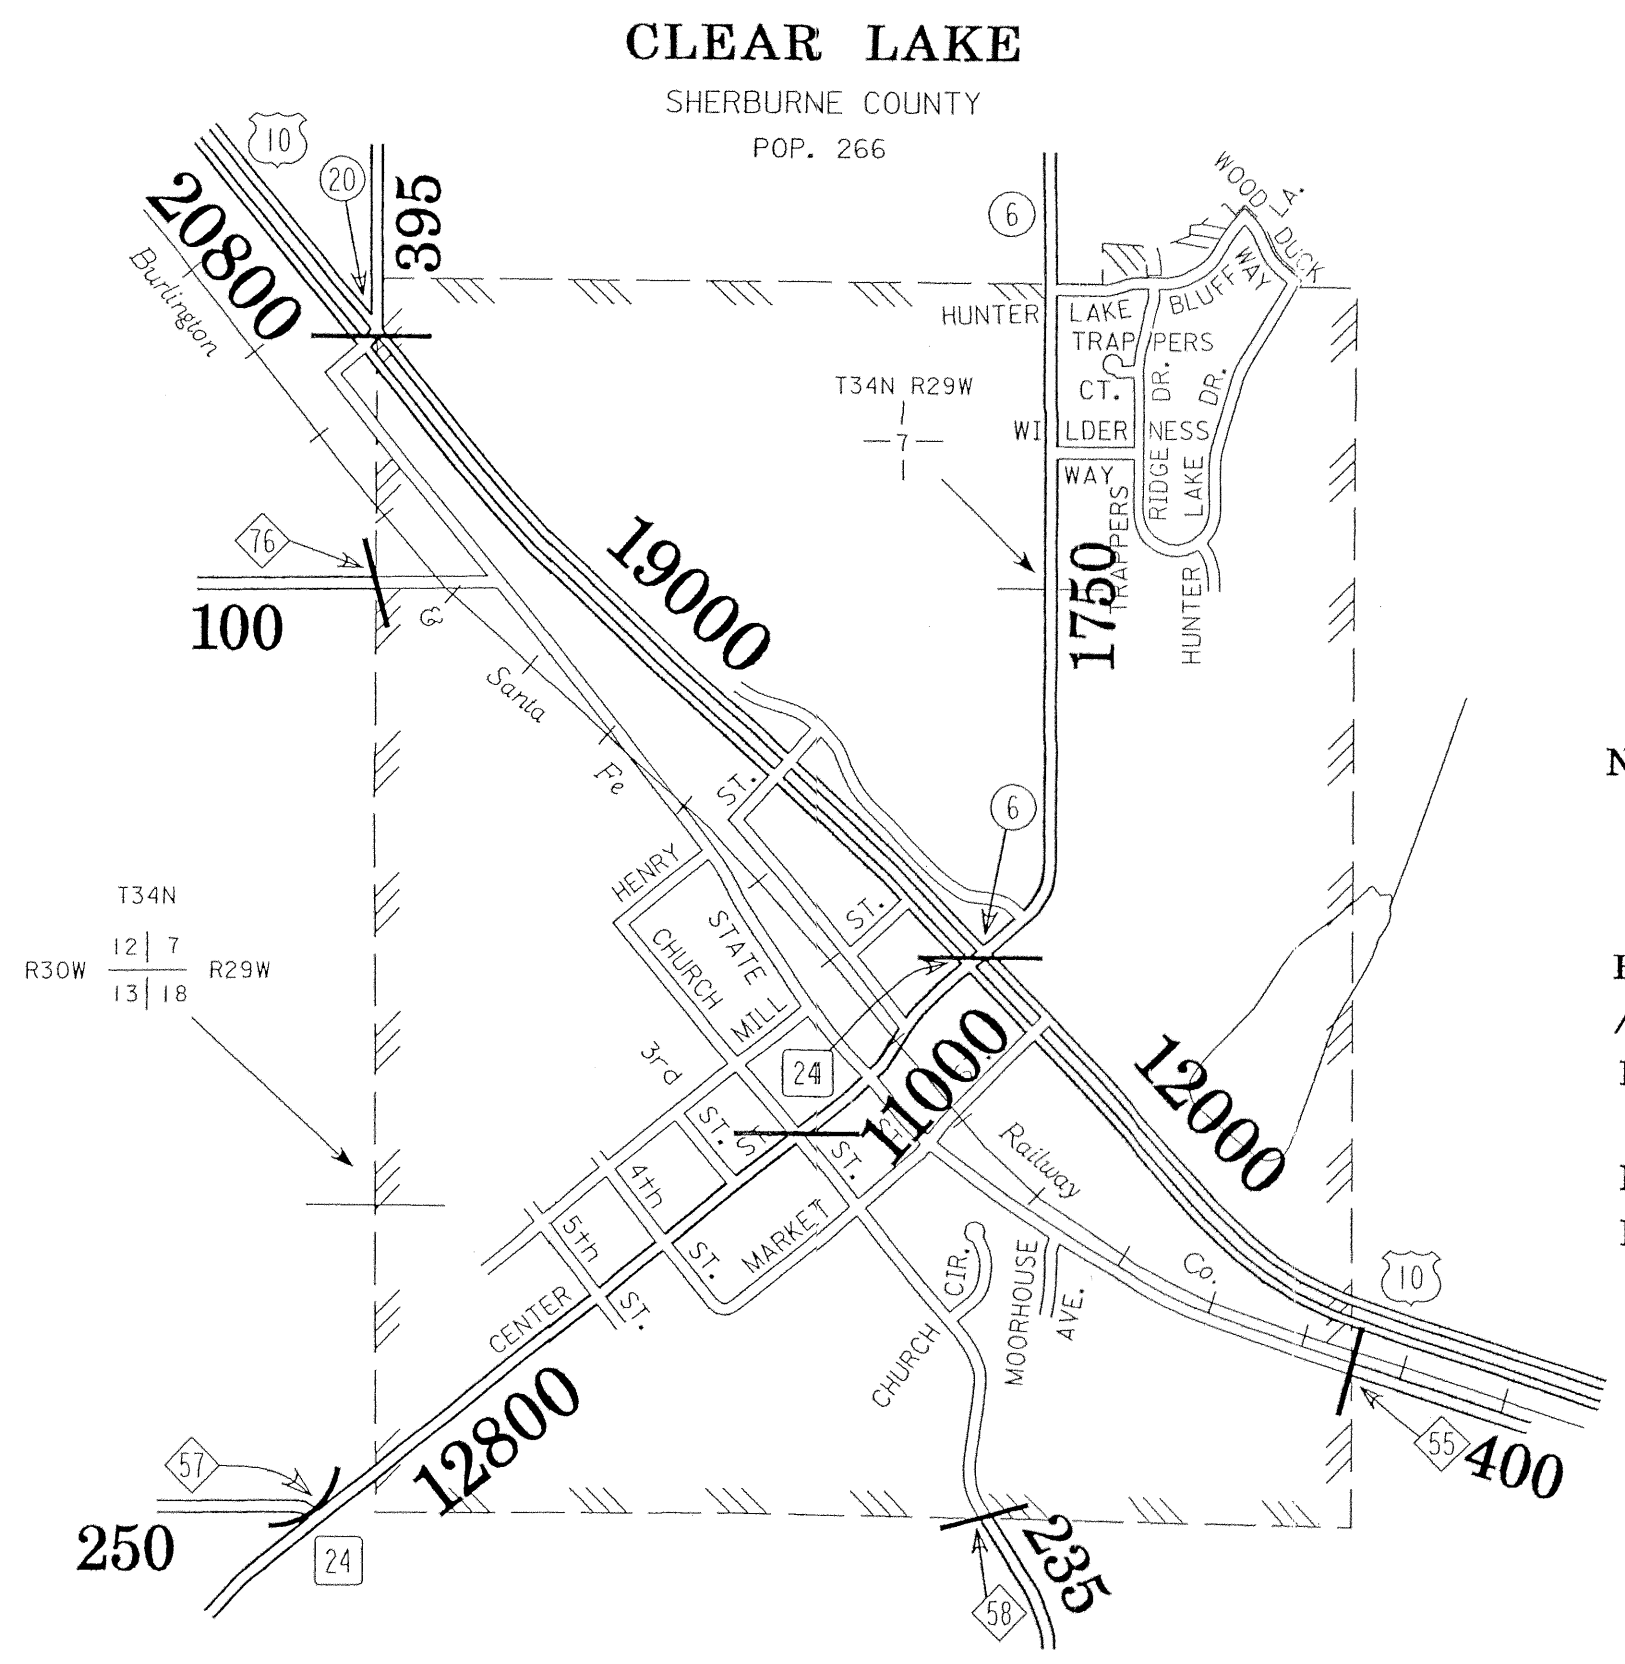 CLEAR LAKE
SHERBURNE COUNTY
POP. 266
10
20
395
20800
Burlington
6
WOOD LA.
DUCK
HUNTER LAKE BLUFF WAY
TRAPPERS
CT.
T34N R29W
7
WILDERNESS
WAY
RIDGE DR.
LAKE DR.
TRAPPERS
HUNTER
1750
76
100
19000
&
Santa
Fe
ST.
6
HENRY
ST.
STATE
CHURCH
MILL
T34N
R30W 12 7 R29W
13 18
3rd
24
11000
12000
ST.
ST.
ST.
ST.
Railway
4th
5th
ST.
MARKET
ST.
CENTER
CIR.
MOORHOUSE
AVE.
Co.
10
CHURCH
12800
57
250
24
55
400
235
58